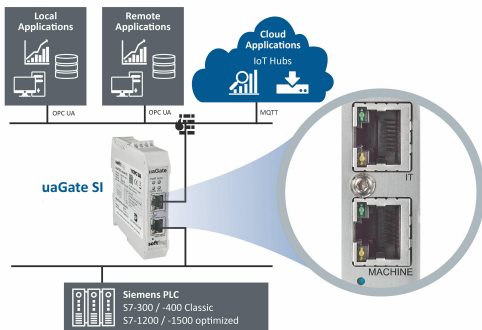 Local
Applications
Remote
Applications
Cloud
Applications
IoT Hubs
OPC UA
OPC UA
MQTT
uaGate SI
uaGate
IT
MACHINE
Siemens PLC
S7-300 / -400 Classic
S7-1200 / -1500 optimized